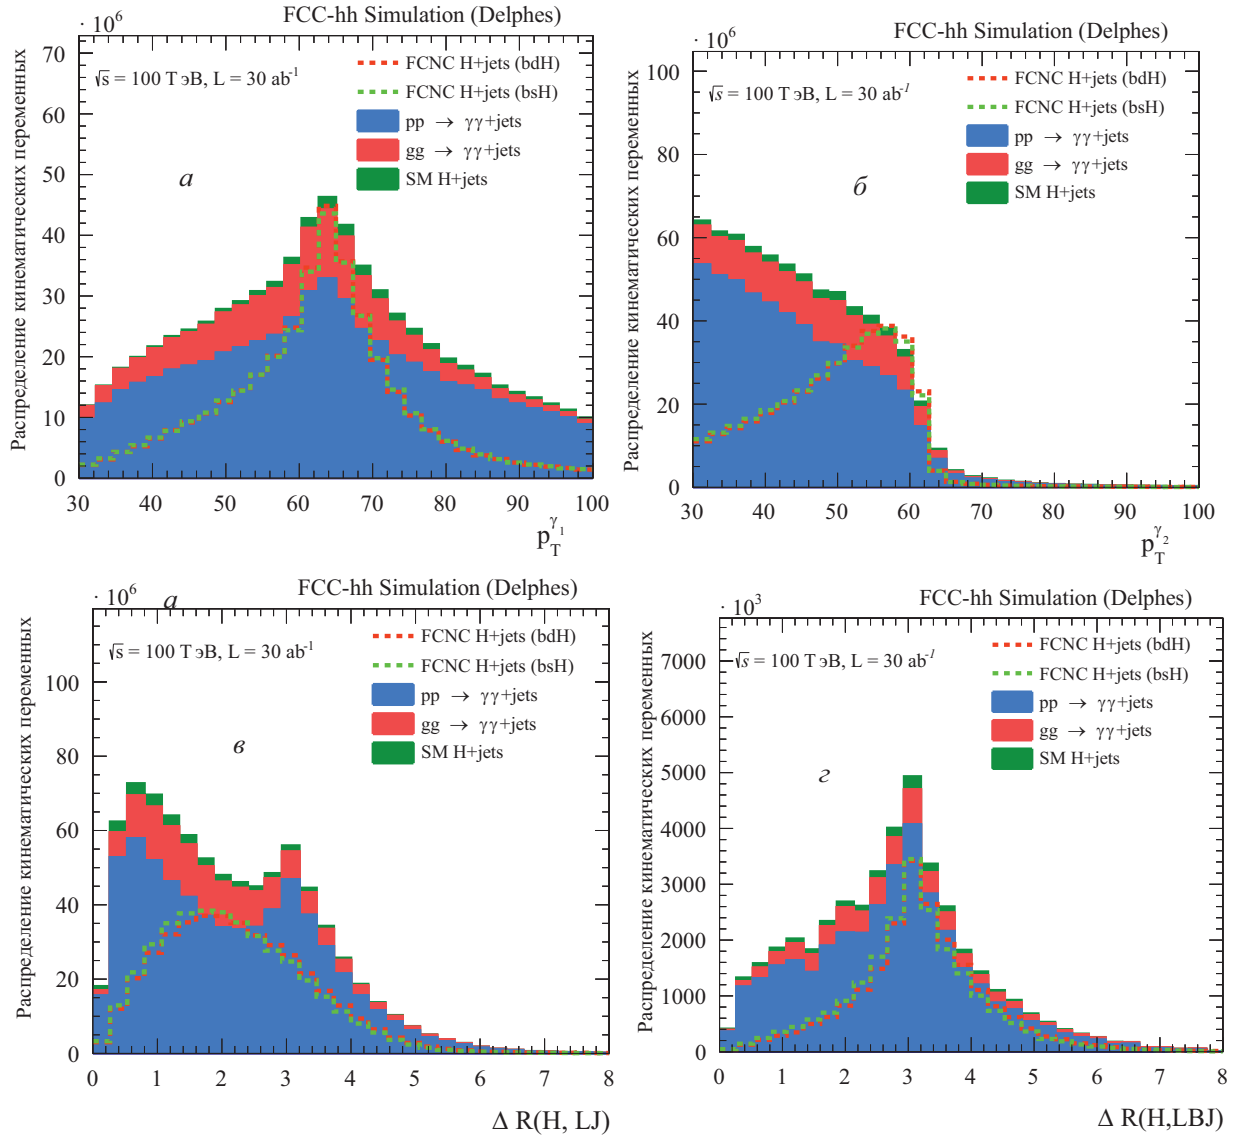 · 10⁶ FCC-hh Simulation (Delphes)
Распределение кинематических переменных
70
60
50
40
30
20
10
0
√s = 100 ТэВ, L = 30 ab⁻¹
FCNC H+jets (bdH)
FCNC H+jets (bsH)
pp → γγ+jets
gg → γγ+jets
SM H+jets
а
30 40 50 60 70 80 90 100
p_T^γ₁
· 10⁶ FCC-hh Simulation (Delphes)
Распределение кинематических переменных
100
80
60
40
20
0
√s = 100 ТэВ, L = 30 ab⁻¹
FCNC H+jets (bdH)
FCNC H+jets (bsH)
pp → γγ+jets
gg → γγ+jets
SM H+jets
б
30 40 50 60 70 80 90 100
p_T^γ₂
· 10⁶ а FCC-hh Simulation (Delphes)
Распределение кинематических переменных
100
80
60
40
20
0
√s = 100 ТэВ, L = 30 ab⁻¹
FCNC H+jets (bdH)
FCNC H+jets (bsH)
pp → γγ+jets
gg → γγ+jets
SM H+jets
в
0 1 2 3 4 5 6 7 8
Δ R(H, LJ)
· 10³ FCC-hh Simulation (Delphes)
Распределение кинематических переменных
7000
6000
5000
4000
3000
2000
1000
0
√s = 100 ТэВ, L = 30 ab⁻¹
FCNC H+jets (bdH)
FCNC H+jets (bsH)
pp → γγ+jets
gg → γγ+jets
SM H+jets
г
0 1 2 3 4 5 6 7 8
Δ R(H,LBJ)